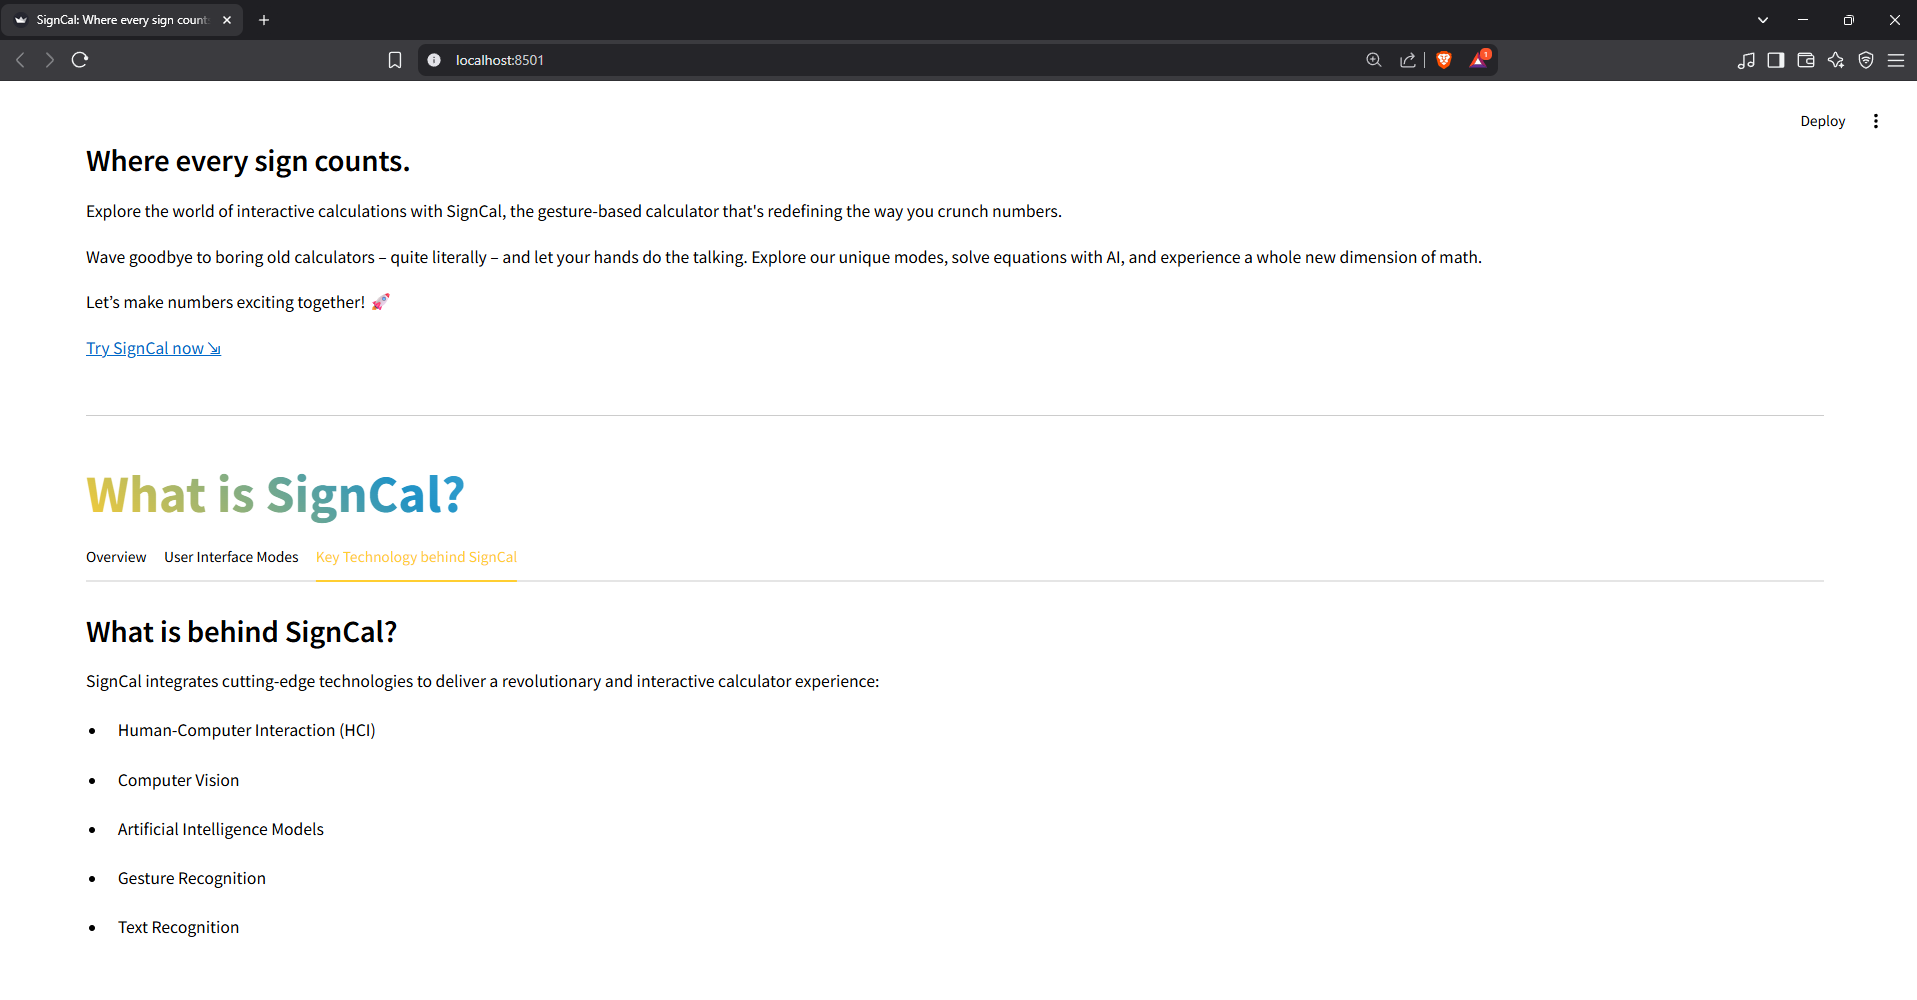 SignCal: Where every sign count
localhost:8501
1
Deploy
Where every sign counts.
Explore the world of interactive calculations with SignCal, the gesture-based calculator that's redefining the way you crunch numbers.
Wave goodbye to boring old calculators – quite literally – and let your hands do the talking. Explore our unique modes, solve equations with AI, and experience a whole new dimension of math.
Let’s make numbers exciting together! 🚀
Try SignCal now ⇲
What is SignCal?
Overview User Interface Modes Key Technology behind SignCal
What is behind SignCal?
SignCal integrates cutting-edge technologies to deliver a revolutionary and interactive calculator experience:
• Human-Computer Interaction (HCI)
• Computer Vision
• Artificial Intelligence Models
• Gesture Recognition
• Text Recognition